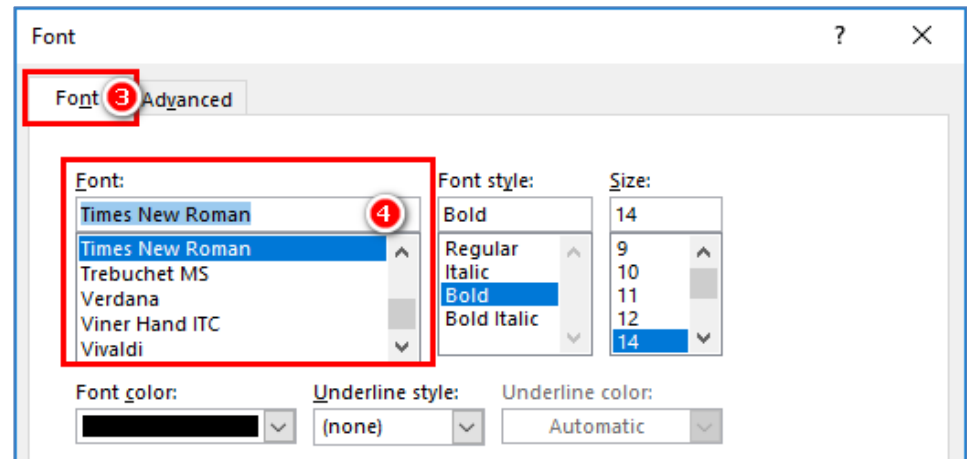 Font ?
Font 3 Advanced
Font: Font style: Size:
Times New Roman 4 Bold 14
Times New Roman Regular 9
Trebuchet MS Italic 10
Verdana Bold 11
Viner Hand ITC Bold Italic 12
Vivaldi 14
Font color: Underline style: Underline color:
(none) Automatic